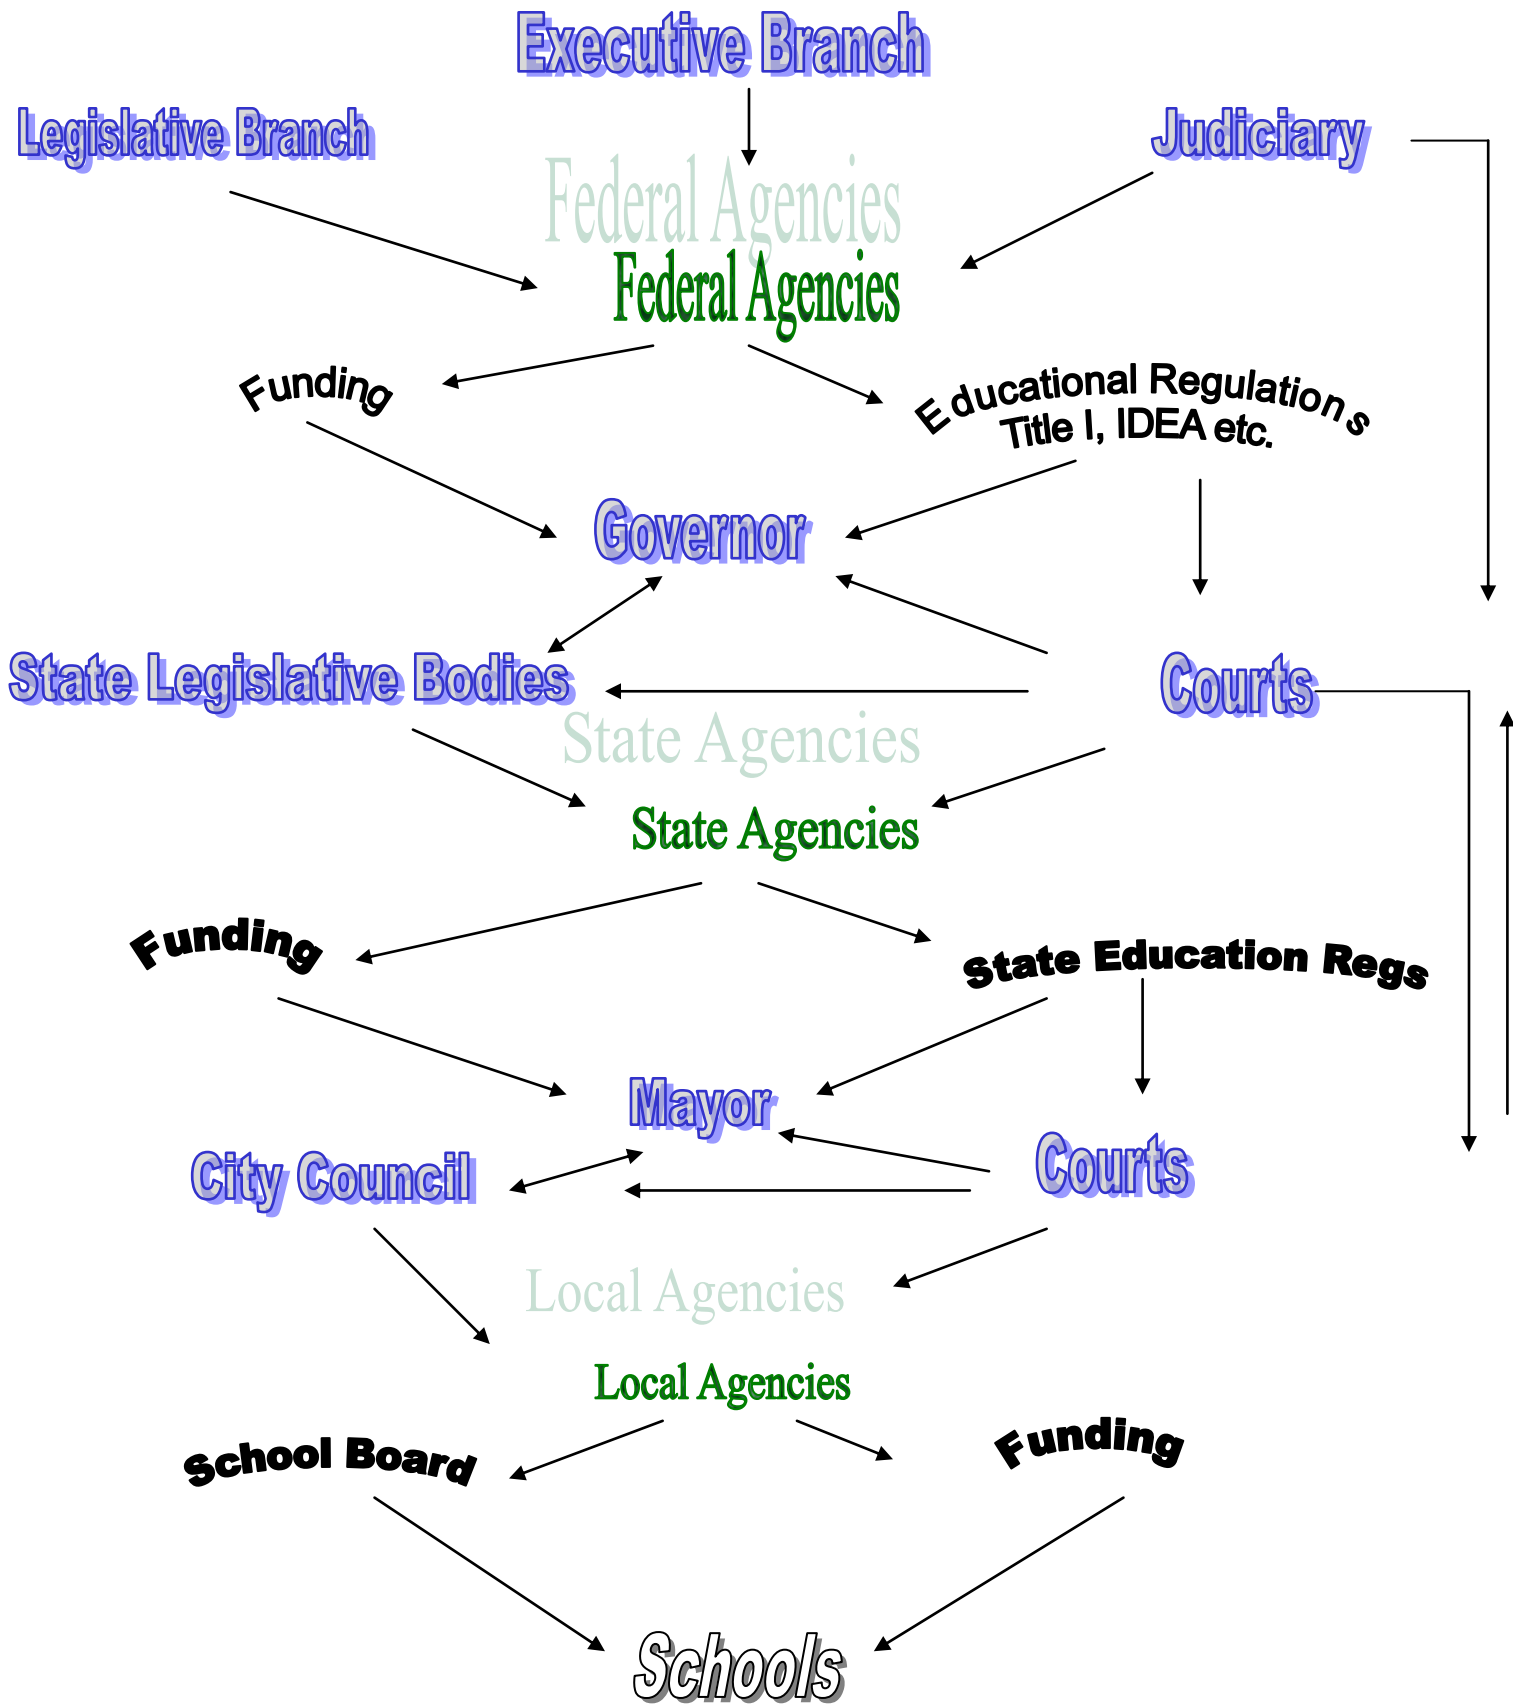 Executive Branch
Legislative Branch
Judiciary
Federal Agencies
Federal Agencies
Funding
Educational Regulations
Title I, IDEA etc.
Governor
State Legislative Bodies
Courts
State Agencies
State Agencies
Funding
State Education Regs
Mayor
City Council
Courts
Local Agencies
Local Agencies
School Board
Funding
Schools